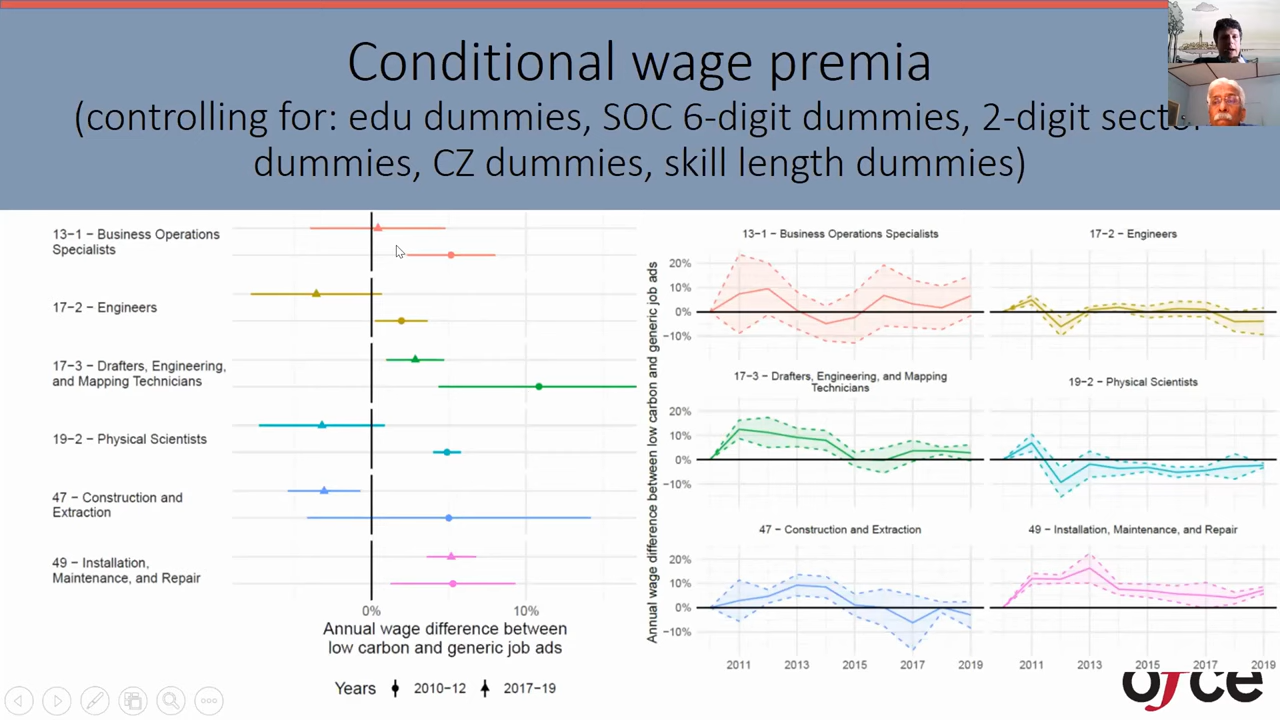 Conditional wage premia
(controlling for: edu dummies, SOC 6-digit dummies, 2-digit sector
dummies, CZ dummies, skill length dummies)
13−1 − Business Operations
Specialists
17−2 − Engineers
17−3 − Drafters, Engineering,
and Mapping Technicians
19−2 − Physical Scientists
47 − Construction and
Extraction
49 − Installation,
Maintenance, and Repair
0% 10%
Annual wage difference between
low carbon and generic job ads
Years 2010-12 2017-19
Annual wage difference between low carbon and generic job ads
13−1 − Business Operations Specialists
20%
10%
0%
−10%
17−2 − Engineers
17−3 − Drafters, Engineering, and Mapping
Technicians
20%
10%
0%
−10%
19−2 − Physical Scientists
47 − Construction and Extraction
20%
10%
0%
−10%
2011 2013 2015 2017 2019
49 − Installation, Maintenance, and Repair
2011 2013 2015 2017 2019
ofce